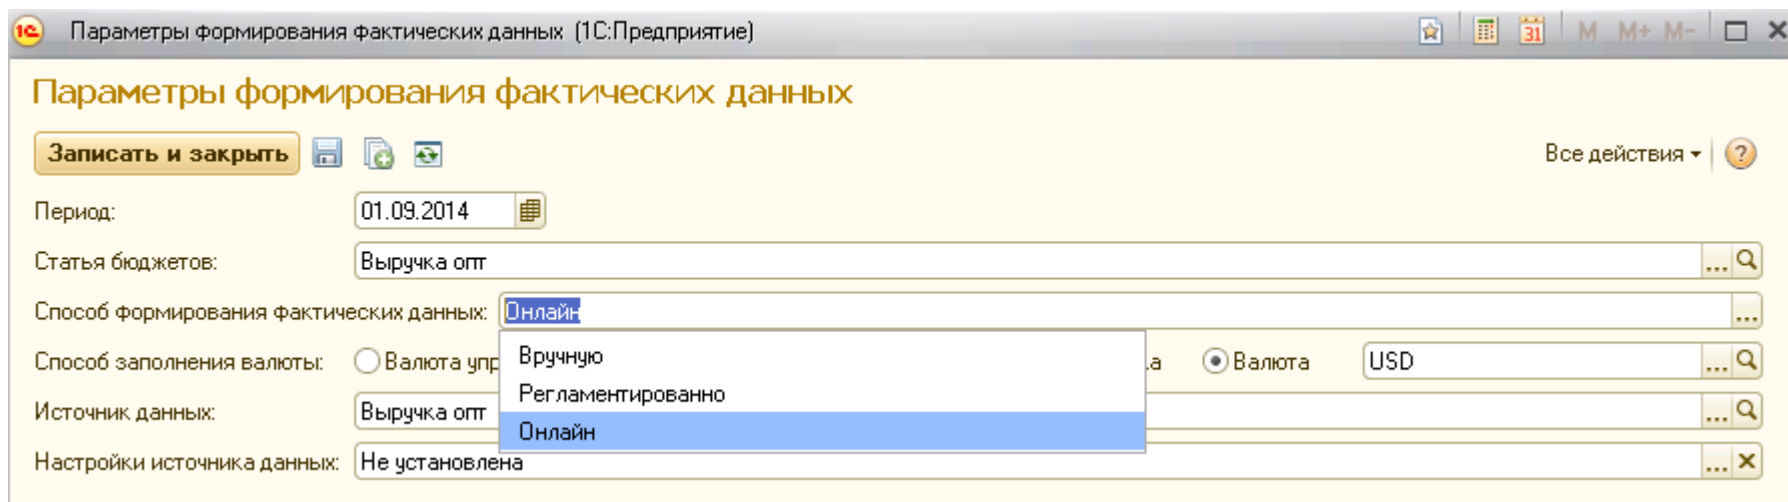 1С Параметры формирования фактических данных (1С:Предприятие) 31 M M+ M-
Параметры формирования фактических данных
Записать и закрыть Все действия ?
Период: 01.09.2014
Статья бюджетов: Выручка опт ...
Способ формирования фактических данных: Онлайн ...
Вручную
Способ заполнения валюты: Валюта упр а Валюта USD ...
Регламентированно
Источник данных: Выручка опт ...
Онлайн
Настройки источника данных: Не установлена ...